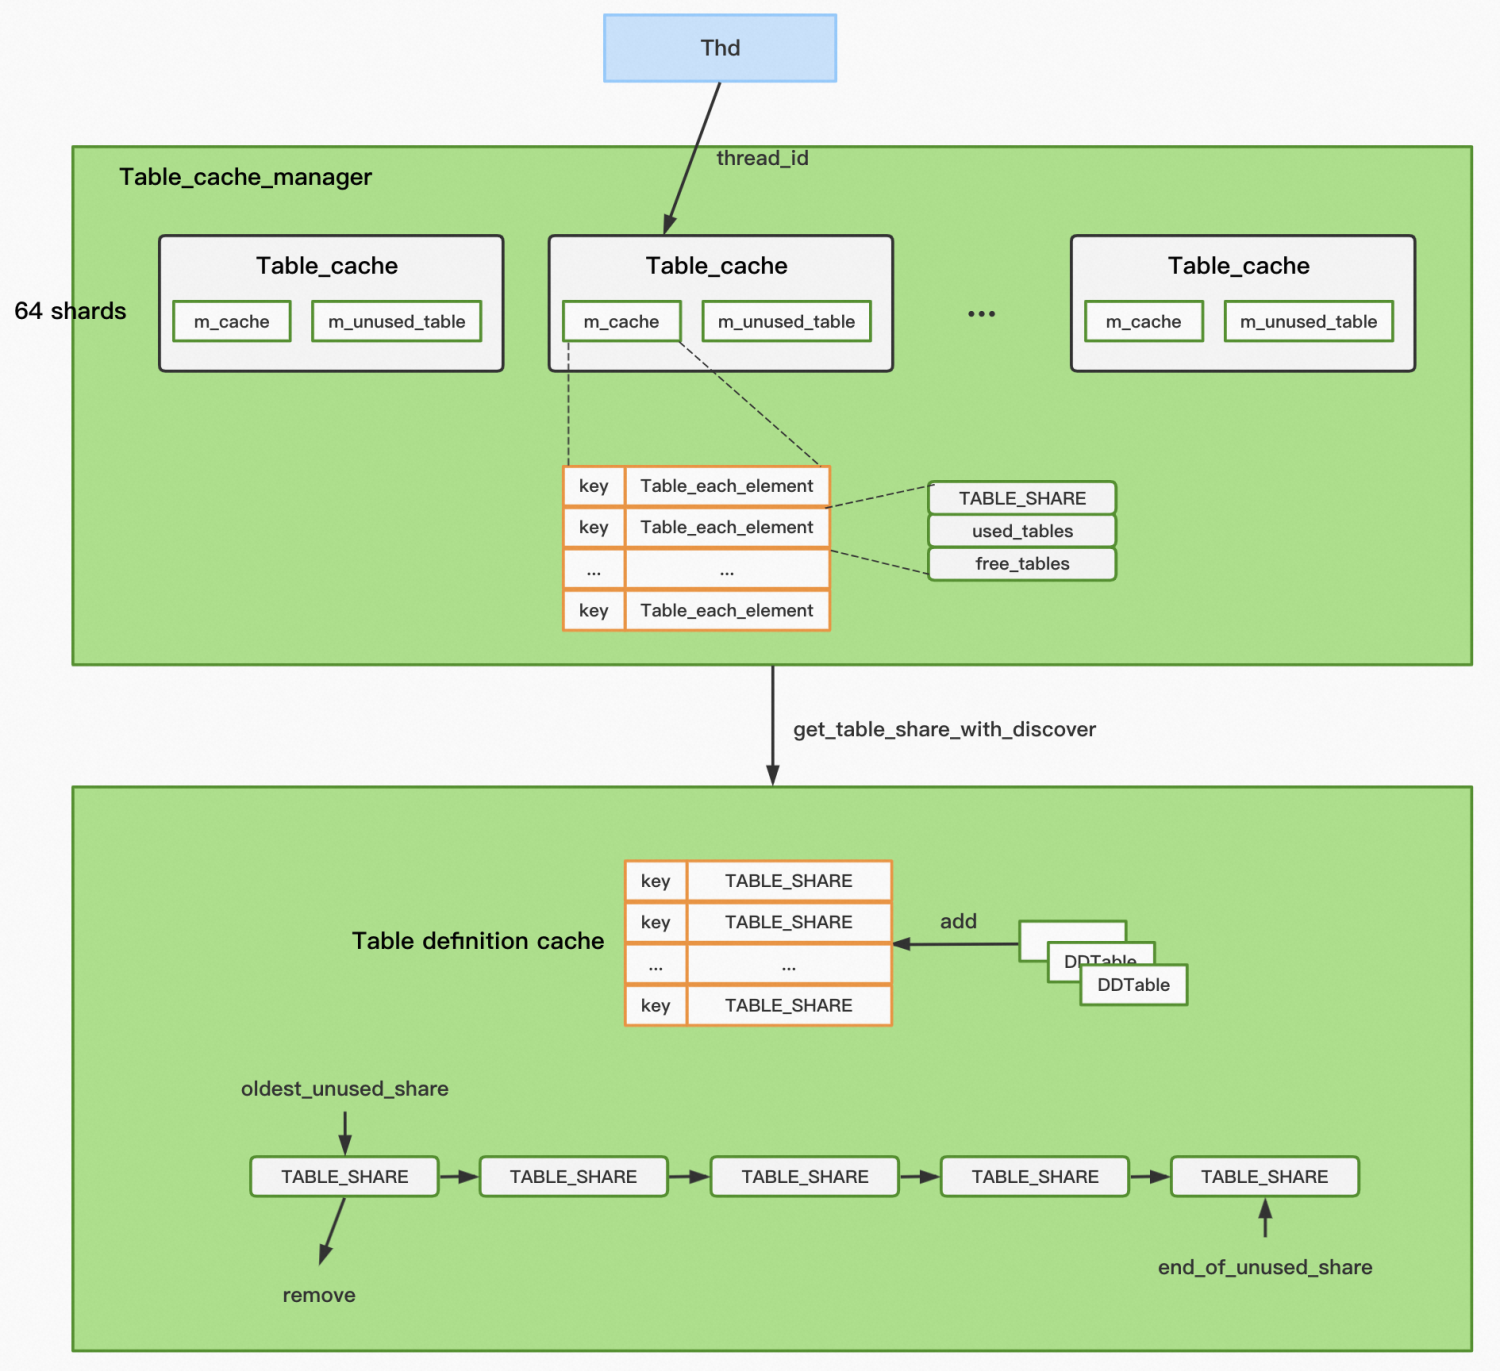 Thd
thread_id
Table_cache_manager
Table_cache
Table_cache
Table_cache
64 shards
m_cache
m_unused_table
m_cache
m_unused_table
...
m_cache
m_unused_table
key
Table_each_element
key
Table_each_element
...
...
key
Table_each_element
TABLE_SHARE
used_tables
free_tables
get_table_share_with_discover
key
TABLE_SHARE
key
TABLE_SHARE
...
...
key
TABLE_SHARE
Table definition cache
add
DDTable
DDTable
oldest_unused_share
TABLE_SHARE
TABLE_SHARE
TABLE_SHARE
TABLE_SHARE
TABLE_SHARE
remove
end_of_unused_share